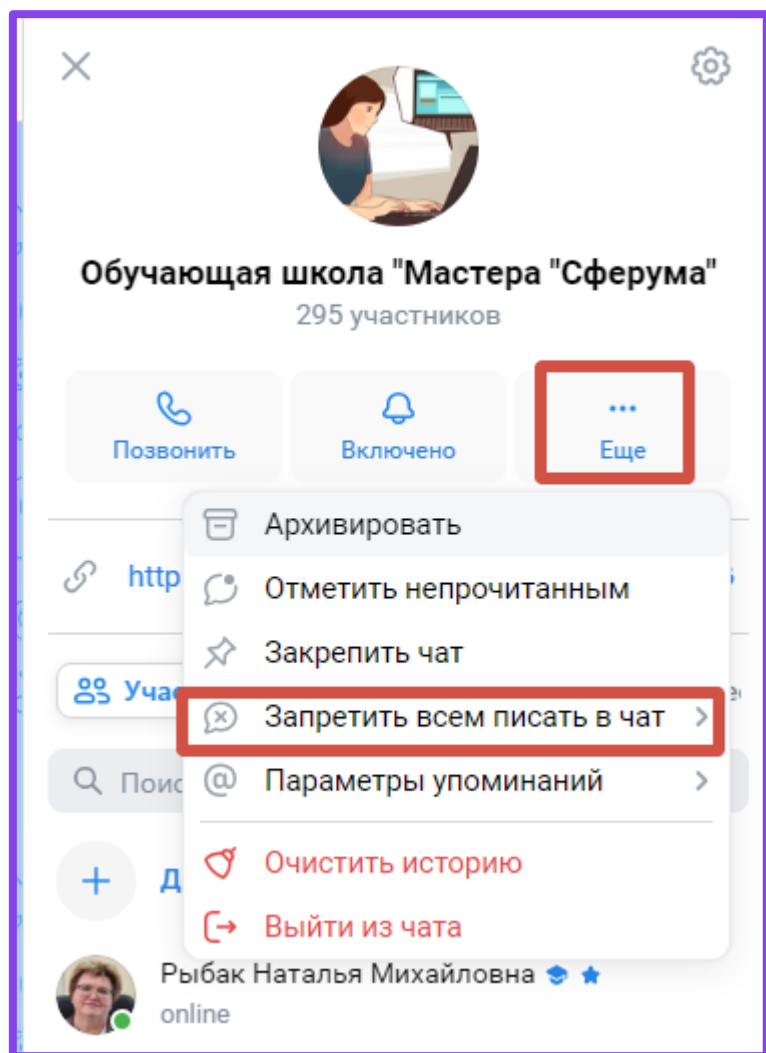 Обучающая школа "Мастера "Сферума"
295 участников
Позвонить
Включено
Еще
Архивировать
http
Отметить непрочитанным
Закрепить чат
Запретить всем писать в чат
Параметры упоминаний
Очистить историю
Выйти из чата
Рыбак Наталья Михайловна
online